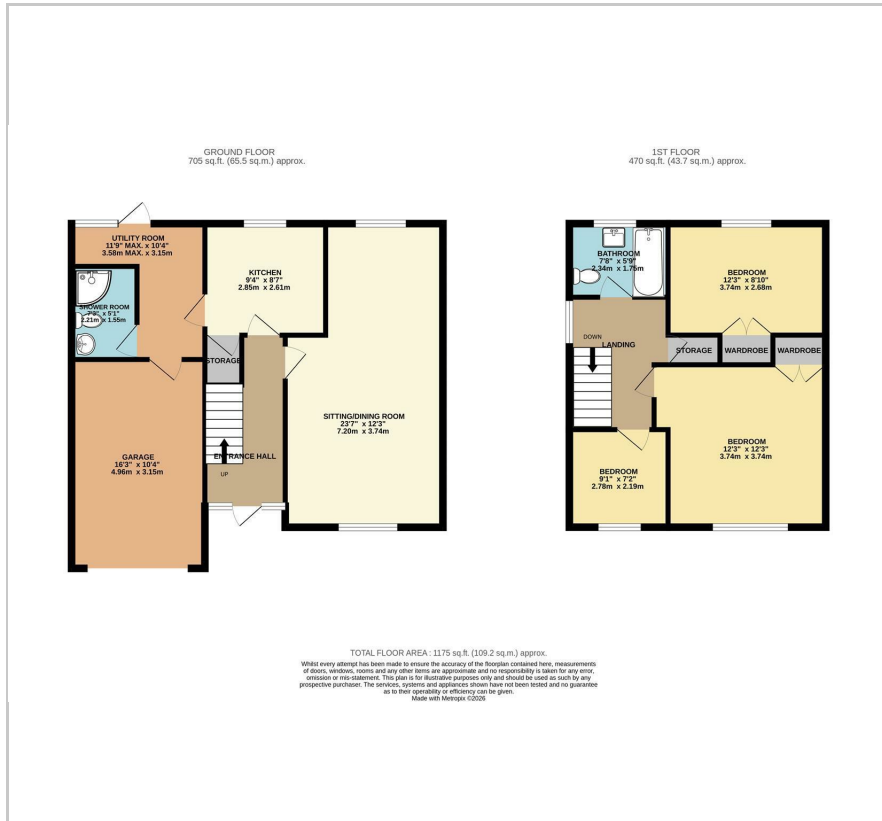 GROUND FLOOR
705 sq.ft. (65.5 sq.m.) approx.
UTILITY ROOM
11'9" MAX. x 10'4"
3.58m MAX. x 3.15m
KITCHEN
9'4" x 8'7"
2.85m x 2.61m
SHOWER ROOM
7'3" x 5'1"
2.21m x 1.55m
STORAGE
SITTING/DINING ROOM
23'7" x 12'3"
7.20m x 3.74m
GARAGE
16'3" x 10'4"
4.96m x 3.15m
ENTRANCE HALL
UP
1ST FLOOR
470 sq.ft. (43.7 sq.m.) approx.
BATHROOM
7'8" x 5'9"
2.34m x 1.75m
BEDROOM
12'3" x 8'10"
3.74m x 2.68m
DOWN
LANDING
STORAGE
WARDROBE
WARDROBE
BEDROOM
12'3" x 12'3"
3.74m x 3.74m
BEDROOM
9'1" x 7'2"
2.78m x 2.19m
TOTAL FLOOR AREA : 1175 sq.ft. (109.2 sq.m.) approx.
Whilst every attempt has been made to ensure the accuracy of the floorplan contained here, measurements
of doors, windows, rooms and any other items are approximate and no responsibility is taken for any error,
omission or mis-statement. This plan is for illustrative purposes only and should be used as such by any
prospective purchaser. The services, systems and appliances shown have not been tested and no guarantee
as to their operability or efficiency can be given.
Made with Metropix ©2026